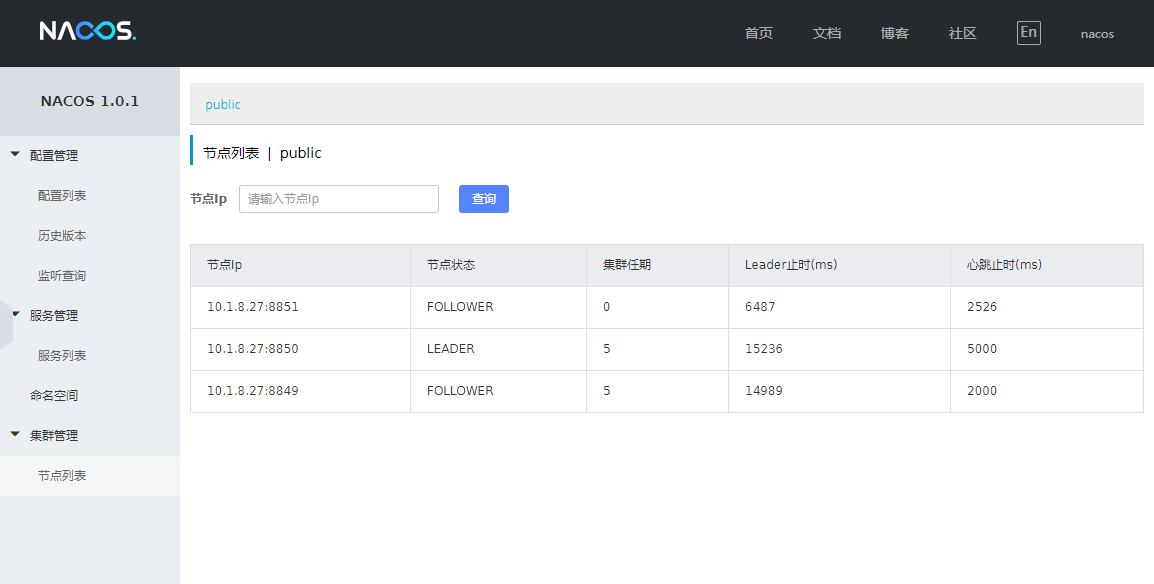 NACOS.
首页 文档 博客 社区 En nacos
NACOS 1.0.1
配置管理
配置列表
历史版本
监听查询
服务管理
服务列表
命名空间
集群管理
节点列表
public
节点列表 | public
节点Ip 请输入节点Ip 查询
节点Ip 节点状态 集群任期 Leader止时(ms) 心跳止时(ms)
10.1.8.27:8851 FOLLOWER 0 6487 2526
10.1.8.27:8850 LEADER 5 15236 5000
10.1.8.27:8849 FOLLOWER 5 14989 2000